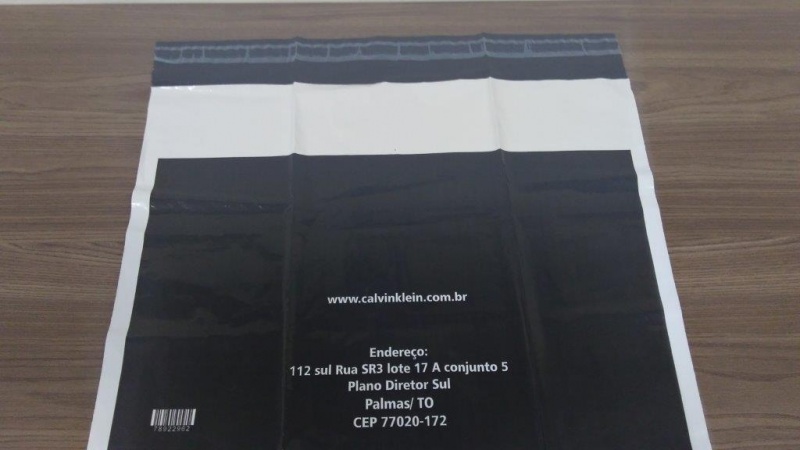 www.calvinklein.com.br
Endereço:
112 sul Rua SR3 lote 17 A conjunto 5
Plano Diretor Sul
Palmas/ TO
CEP 77020-172
78922962